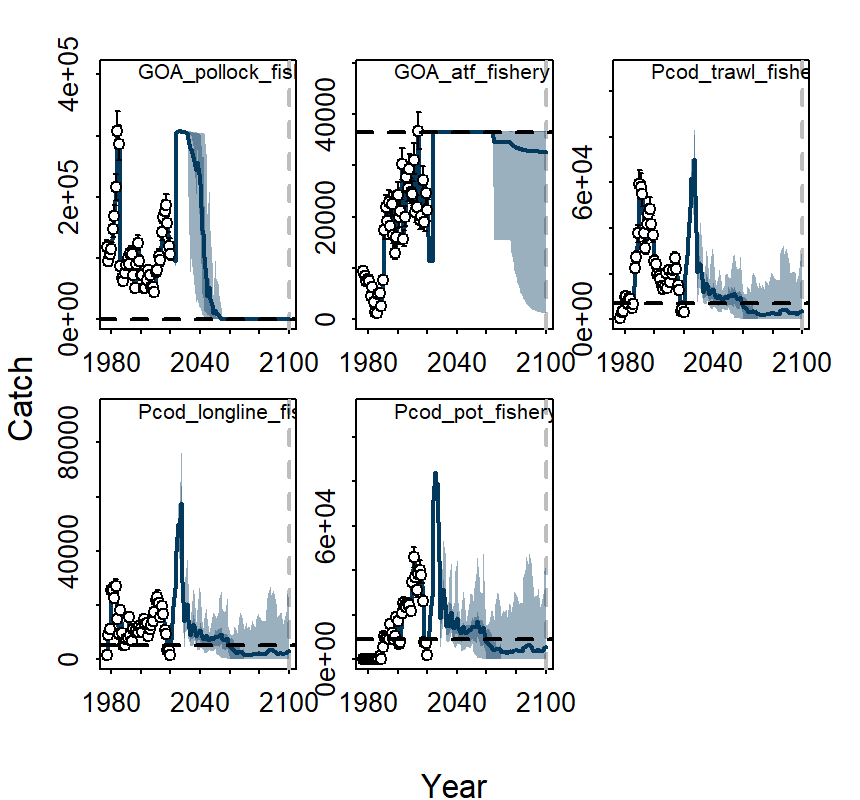 GOA_pollock_fisl
GOA_atf_fishery
Pcod_trawl_fishe
0e+00 2e+05 4e+05
0 20000 40000
0e+00 6e+04
1980 2040 2100
1980 2040 2100
1980 2040 2100
Catch
Pcod_longline_fis
Pcod_pot_fishery
0 40000 80000
0e+00 6e+04
1980 2040 2100
1980 2040 2100
Year